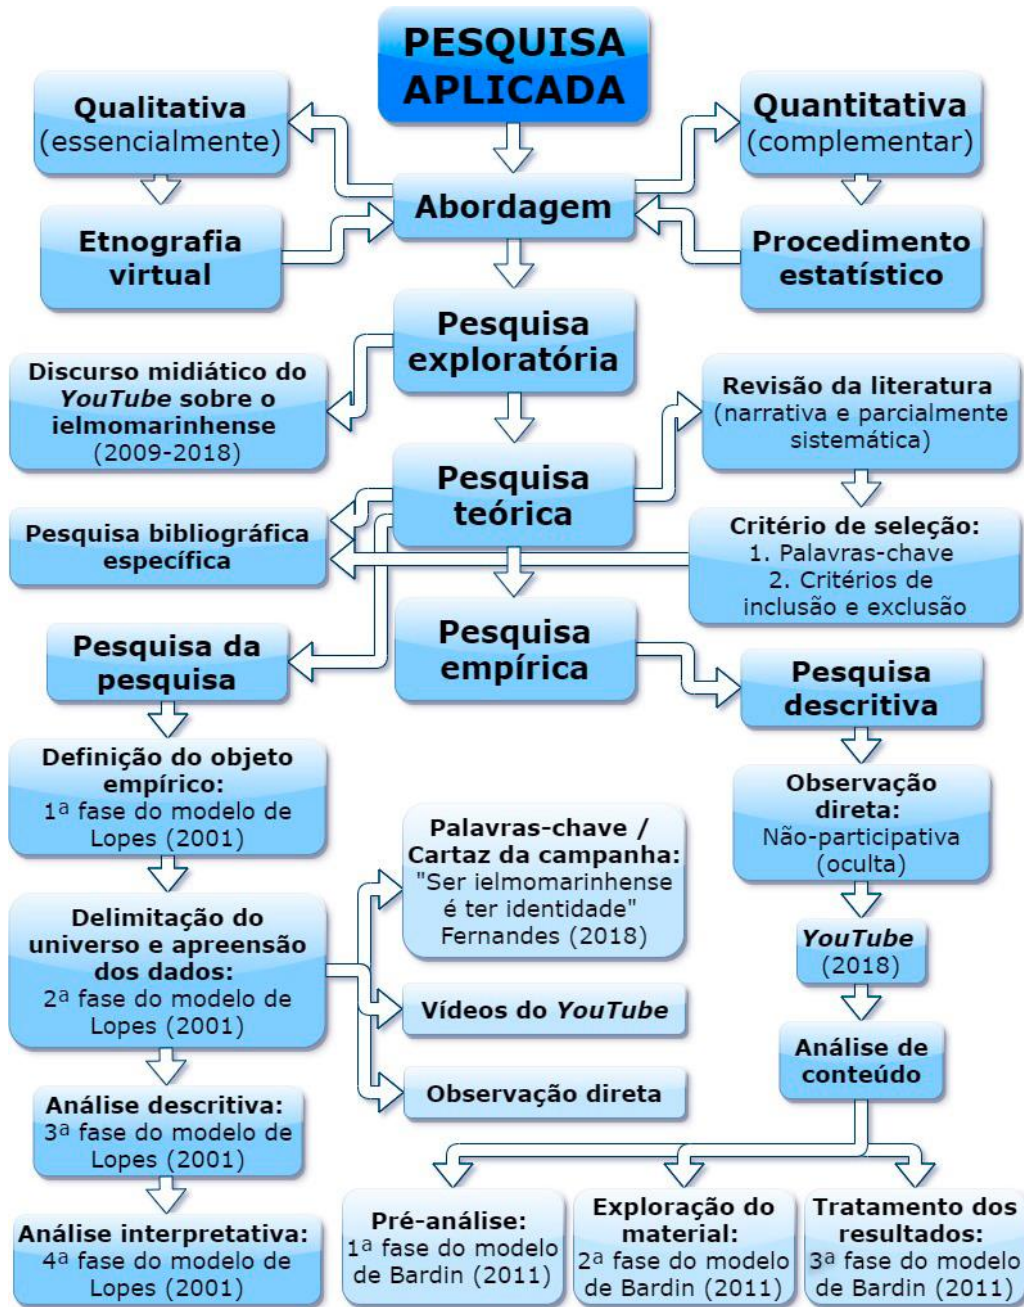 PESQUISA
APLICADA
Qualitativa
(essencialmente)
Quantitativa
(complementar)
Abordagem
Etnografia
virtual
Procedimento
estatístico
Pesquisa
exploratória
Discurso midiático do
YouTube sobre o
ielmomarinhense
(2009-2018)
Revisão da literatura
(narrativa e parcialmente
sistemática)
Pesquisa
teórica
Pesquisa bibliográfica
específica
Critério de seleção:
1. Palavras-chave
2. Critérios de
inclusão e exclusão
Pesquisa da
pesquisa
Pesquisa
empírica
Pesquisa
descritiva
Definição do objeto
empírico:
1ª fase do modelo de
Lopes (2001)
Observação
direta:
Não-participativa
(oculta)
Palavras-chave /
Cartaz da campanha:
"Ser ielmomarinhense
é ter identidade"
Fernandes (2018)
Delimitação do
universo e apreensão
dos dados:
2ª fase do modelo de
Lopes (2001)
YouTube
(2018)
Vídeos do YouTube
Análise de
conteúdo
Observação direta
Análise descritiva:
3ª fase do modelo de
Lopes (2001)
Análise interpretativa:
4ª fase do modelo de
Lopes (2001)
Pré-análise:
1ª fase do modelo
de Bardin (2011)
Exploração do
material:
2ª fase do modelo
de Bardin (2011)
Tratamento dos
resultados:
3ª fase do modelo
de Bardin (2011)